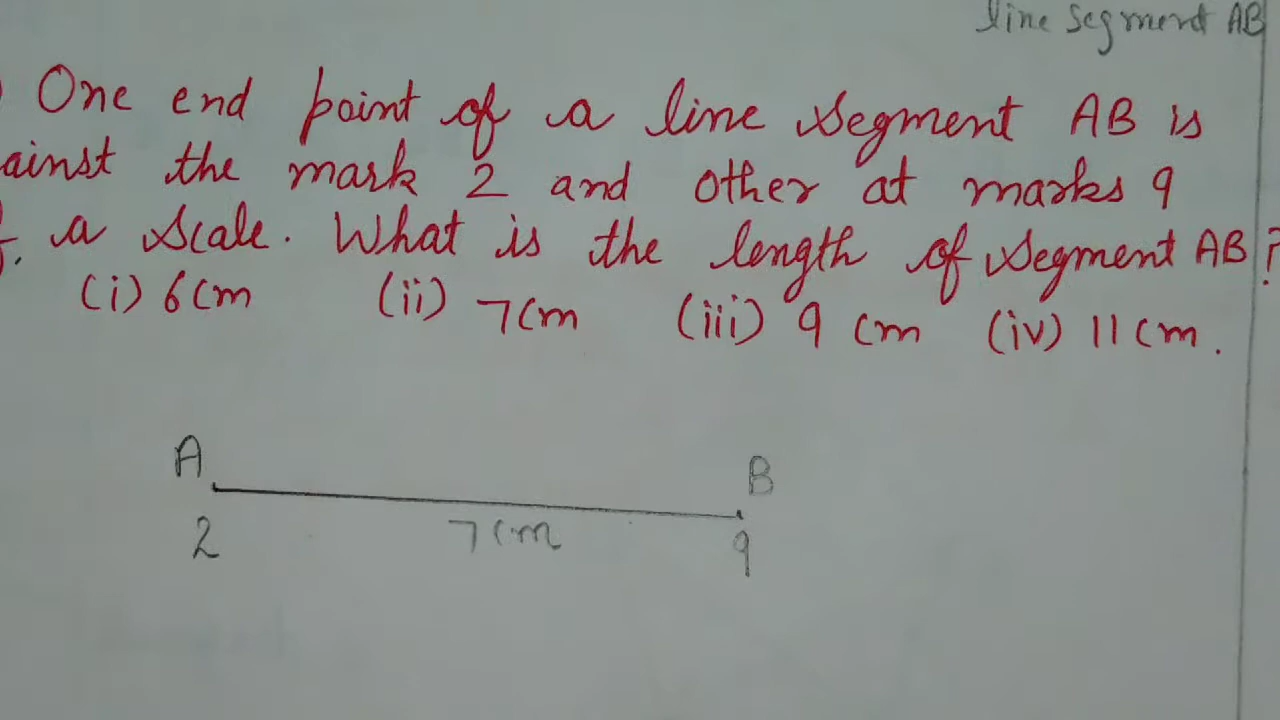 line segment AB
One end point of a line segment AB is
ainst the mark 2 and other at marks 9
f a scale. What is the length of segment AB?
(i) 6cm (ii) 7cm (iii) 9 cm (iv) 11cm.
A B
2 7cm 9